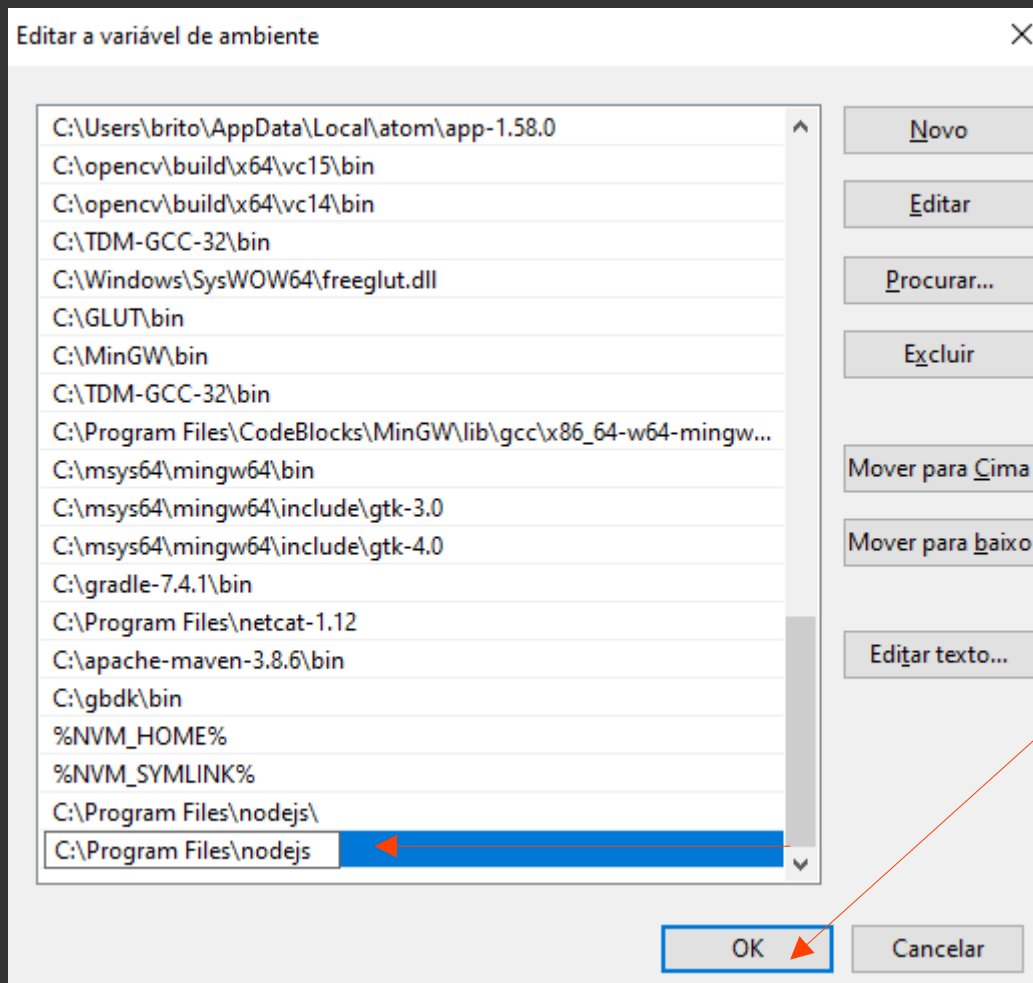 Editar a variável de ambiente
C:\Users\brito\AppData\Local\atom\app-1.58.0
C:\opencv\build\x64\vc15\bin
C:\opencv\build\x64\vc14\bin
C:\TDM-GCC-32\bin
C:\Windows\SysWOW64\freeglut.dll
C:\GLUT\bin
C:\MinGW\bin
C:\TDM-GCC-32\bin
C:\Program Files\CodeBlocks\MinGW\lib\gcc\x86_64-w64-mingw...
C:\msys64\mingw64\bin
C:\msys64\mingw64\include\gtk-3.0
C:\msys64\mingw64\include\gtk-4.0
C:\gradle-7.4.1\bin
C:\Program Files\netcat-1.12
C:\apache-maven-3.8.6\bin
C:\gbdk\bin
%NVM_HOME%
%NVM_SYMLINK%
C:\Program Files\nodejs\
C:\Program Files\nodejs
Novo
Editar
Procurar...
Excluir
Mover para Cima
Mover para baixo
Editar texto...
OK
Cancelar